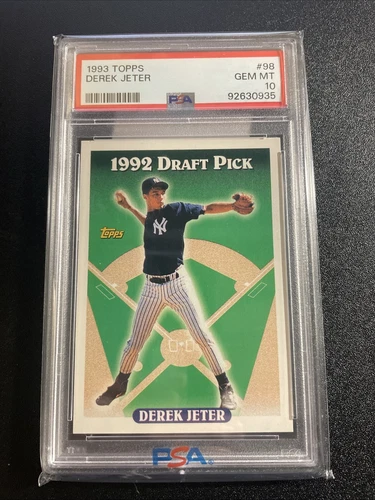 1993 TOPPS #98
DEREK JETER GEM MT
10
PSA 92630935
1992 DRAFT PICK
Topps
NY
DEREK JETER
PSA